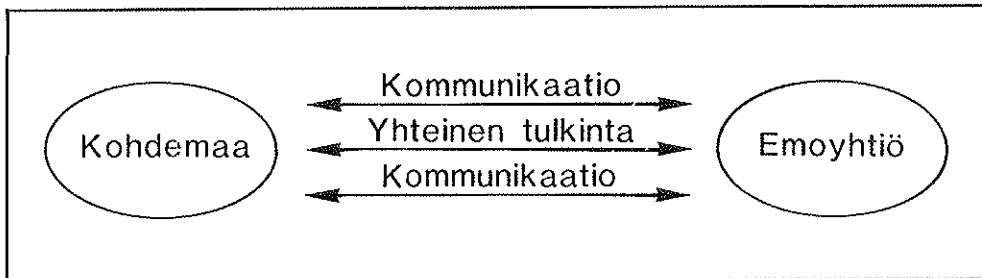 Kommunikaatio
Kohdemaa
Yhteinen tulkinta
Emoyhtiö
Kommunikaatio